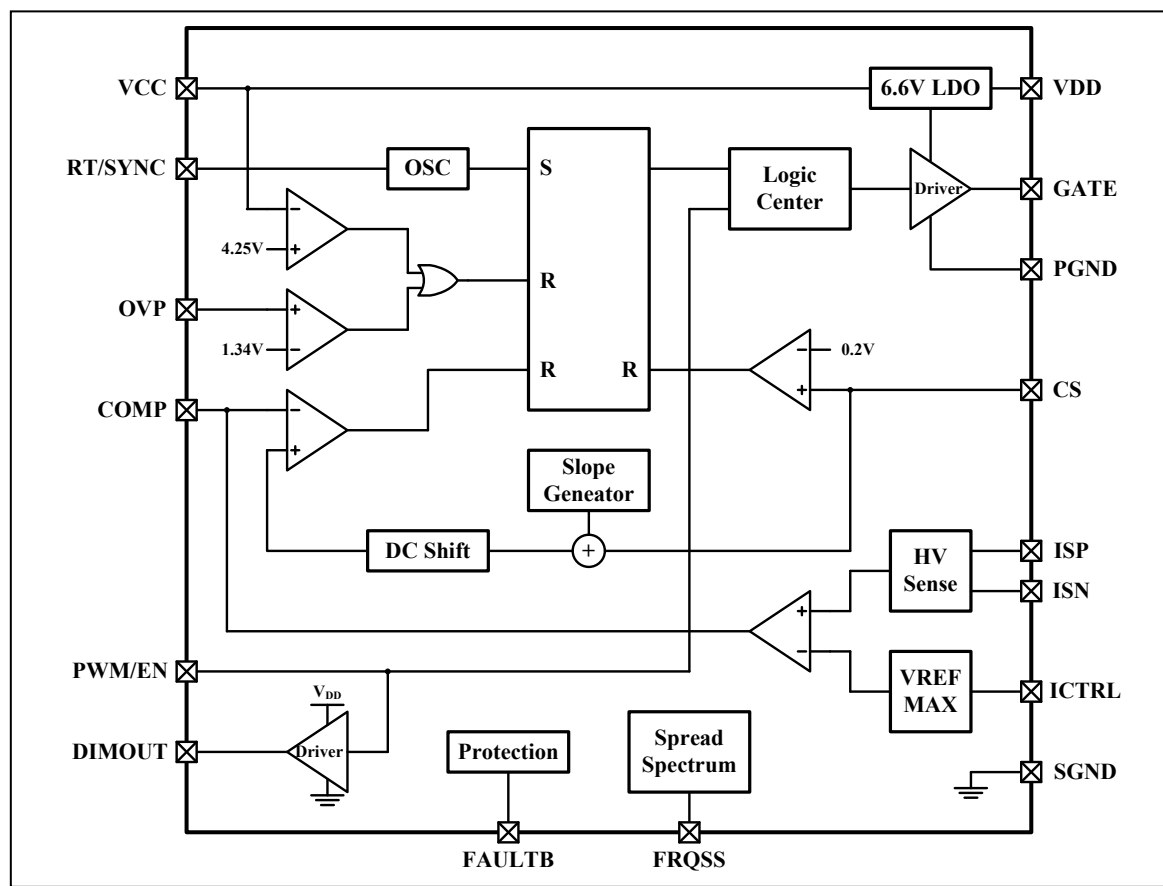 VCC
6.6V LDO
VDD
RT/SYNC
OSC
S
Logic
Center
Driver
GATE
−
4.25V
+
PGND
OVP
+
R
1.34V
−
−
0.2V
R
R
COMP
−
+
CS
+
Slope
Geneator
DC Shift
+
HV
Sense
ISP
ISN
+
−
PWM/EN
VREF
MAX
ICTRL
VDD
DIMOUT
Driver
Protection
Spread
Spectrum
SGND
FAULTB
FRQSS